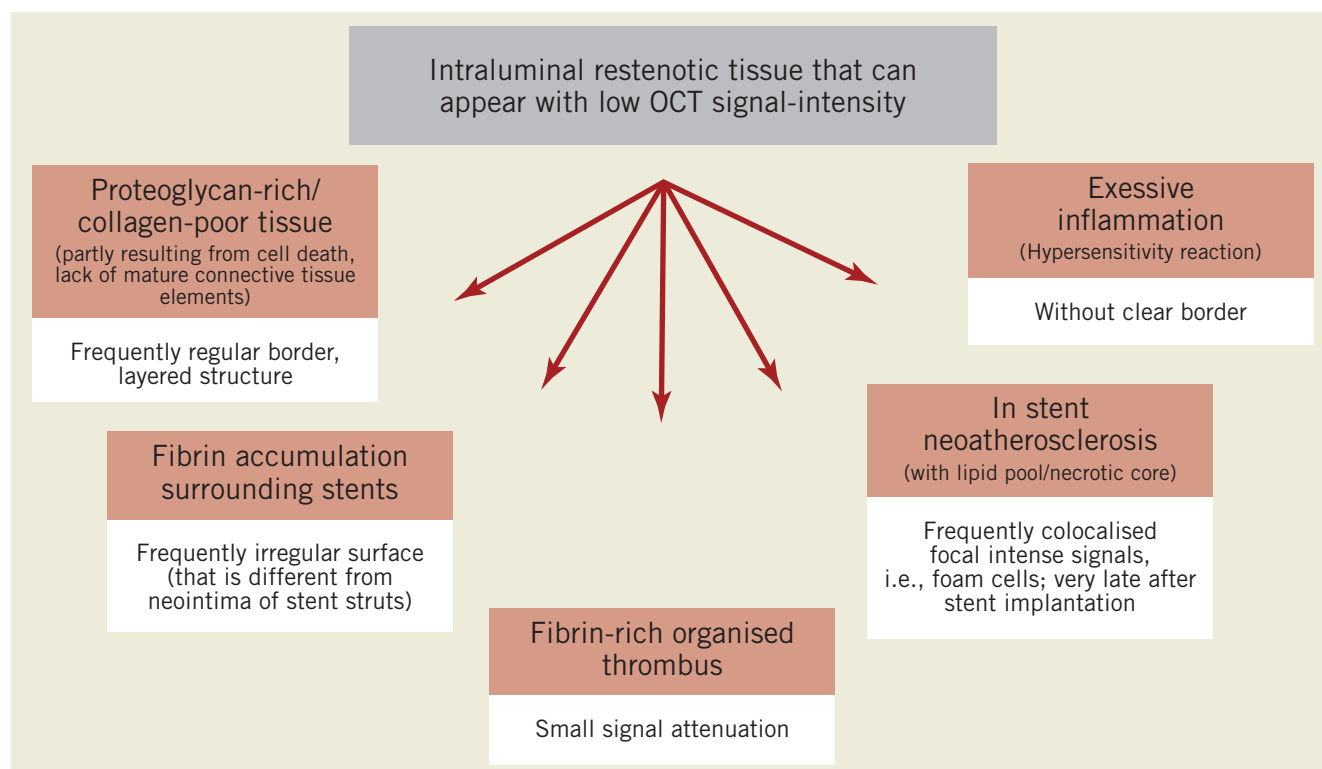 Intraluminal restenotic tissue that can
appear with low OCT signal-intensity
Proteoglycan-rich/
collagen-poor tissue
(partly resulting from cell death,
lack of mature connective tissue
elements)
Frequently regular border,
layered structure
Fibrin accumulation
surrounding stents
Frequently irregular surface
(that is different from
neointima of stent struts)
Fibrin-rich organised
thrombus
Small signal attenuation
In stent
neoatherosclerosis
(with lipid pool/necrotic core)
Frequently colocalised
focal intense signals,
i.e., foam cells; very late after
stent implantation
Exessive
inflammation
(Hypersensitivity reaction)
Without clear border